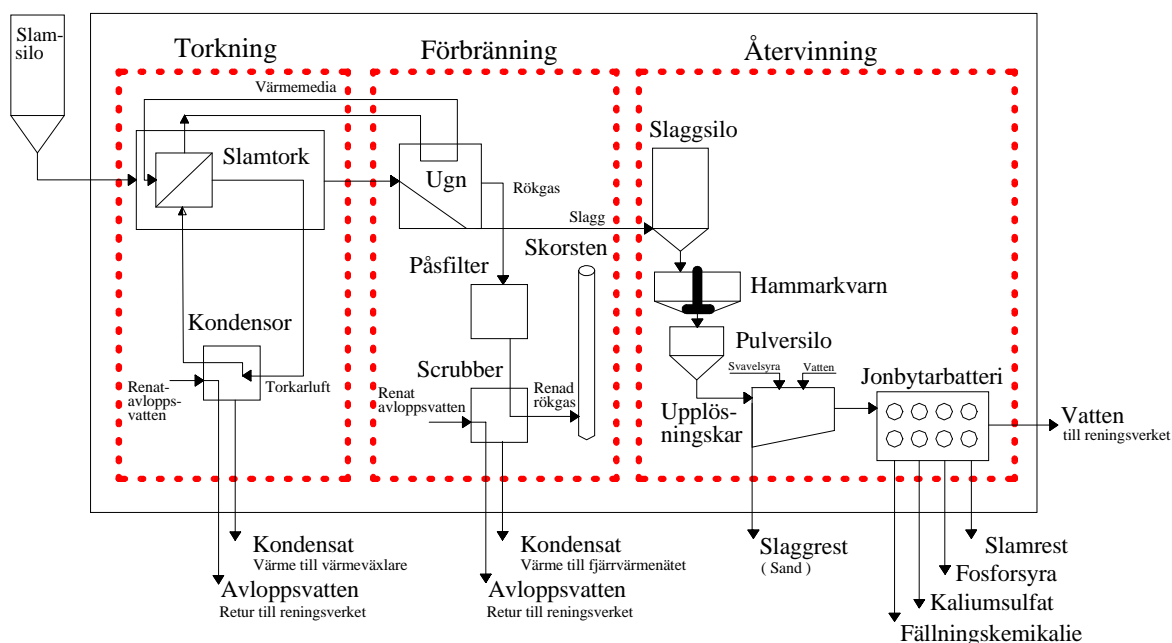 Slam-
silo
Torkning
Förbränning
Återvinning
Värmemedia
Slamtork
Ugn
Rökgas
Slagg
Slaggsilo
Skorsten
Påsfilter
Hammarkvarn
Kondensor
Pulversilo
Renat-
avlopps-
vatten
Torkarluft
Scrubber
Renat
avloppsvatten
Renad
rökgas
Svavelsyra
Vatten
Upplös-
ningskar
Jonbytarbatteri
Vatten
till reningsverket
Kondensat
Värme till värmeväxlare
Avloppsvatten
Retur till reningsverket
Kondensat
Värme till fjärrvärmenätet
Avloppsvatten
Retur till reningsverket
Slaggrest
( Sand )
Slamrest
Fosforsyra
Kaliumsulfat
Fällningskemikalie